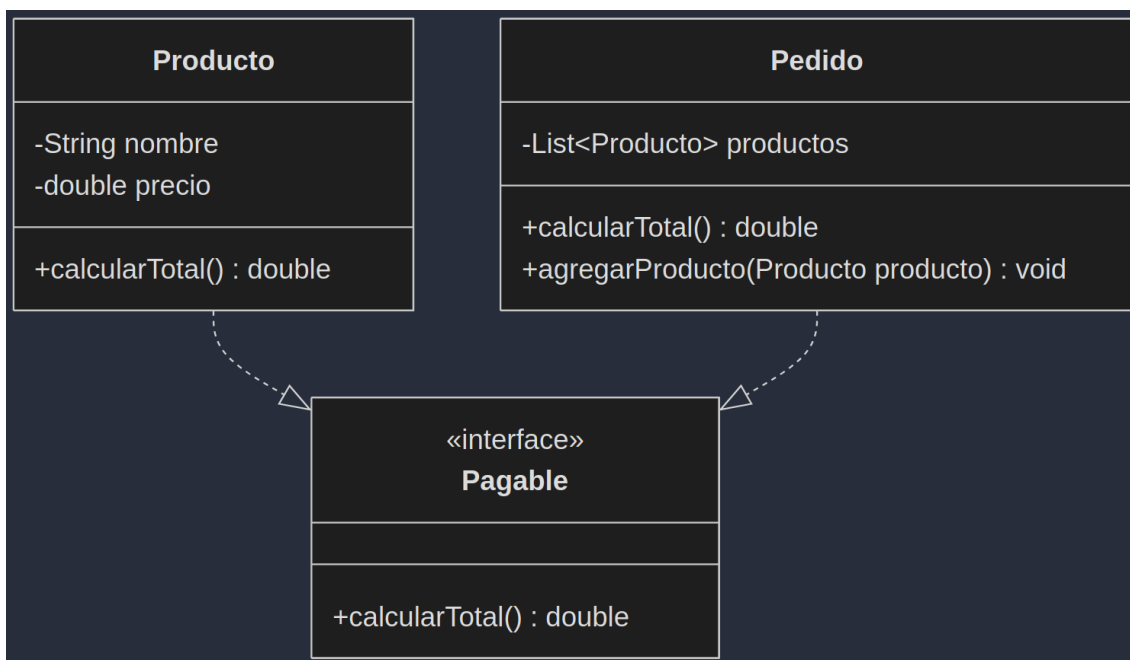 Producto
-String nombre
-double precio
+calcularTotal() : double
Pedido
-List<Producto> productos
+calcularTotal() : double
+agregarProducto(Producto producto) : void
«interface»
Pagable
+calcularTotal() : double